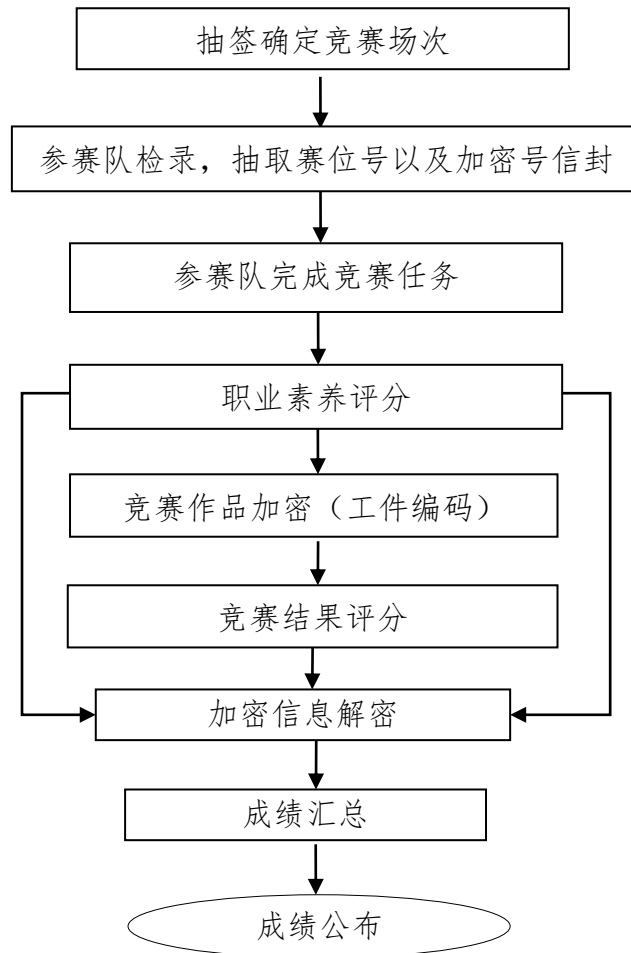 抽签确定竞赛场次
参赛队检录，抽取赛位号以及加密号信封
参赛队完成竞赛任务
职业素养评分
竞赛作品加密（工件编码）
竞赛结果评分
加密信息解密
成绩汇总
成绩公布